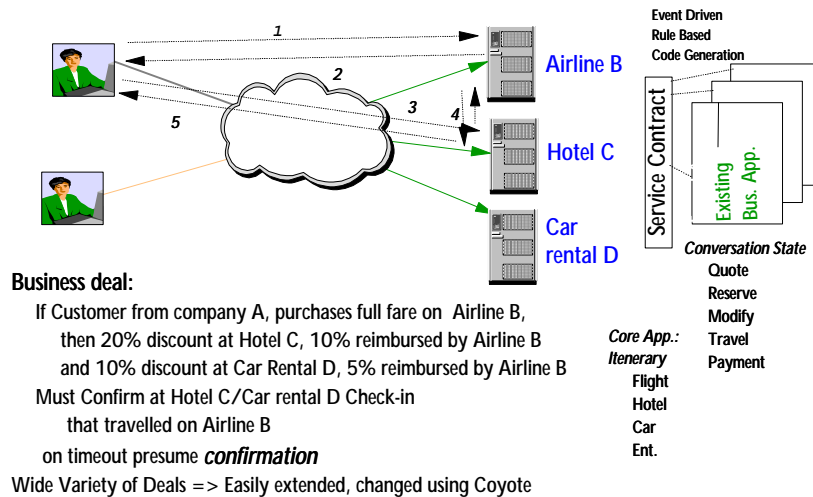 1
2
3
4
5
Airline B
Hotel C
Car
rental D
Event Driven
Rule Based
Code Generation
Service Contract
Existing
Bus. App.
Conversation State
Quote
Reserve
Modify
Travel
Payment
Core App.:
Itenerary
Flight
Hotel
Car
Ent.
Business deal:
If Customer from company A, purchases full fare on Airline B,
then 20% discount at Hotel C, 10% reimbursed by Airline B
and 10% discount at Car Rental D, 5% reimbursed by Airline B
Must Confirm at Hotel C/Car rental D Check-in
that travelled on Airline B
on timeout presume confirmation
Wide Variety of Deals => Easily extended, changed using Coyote